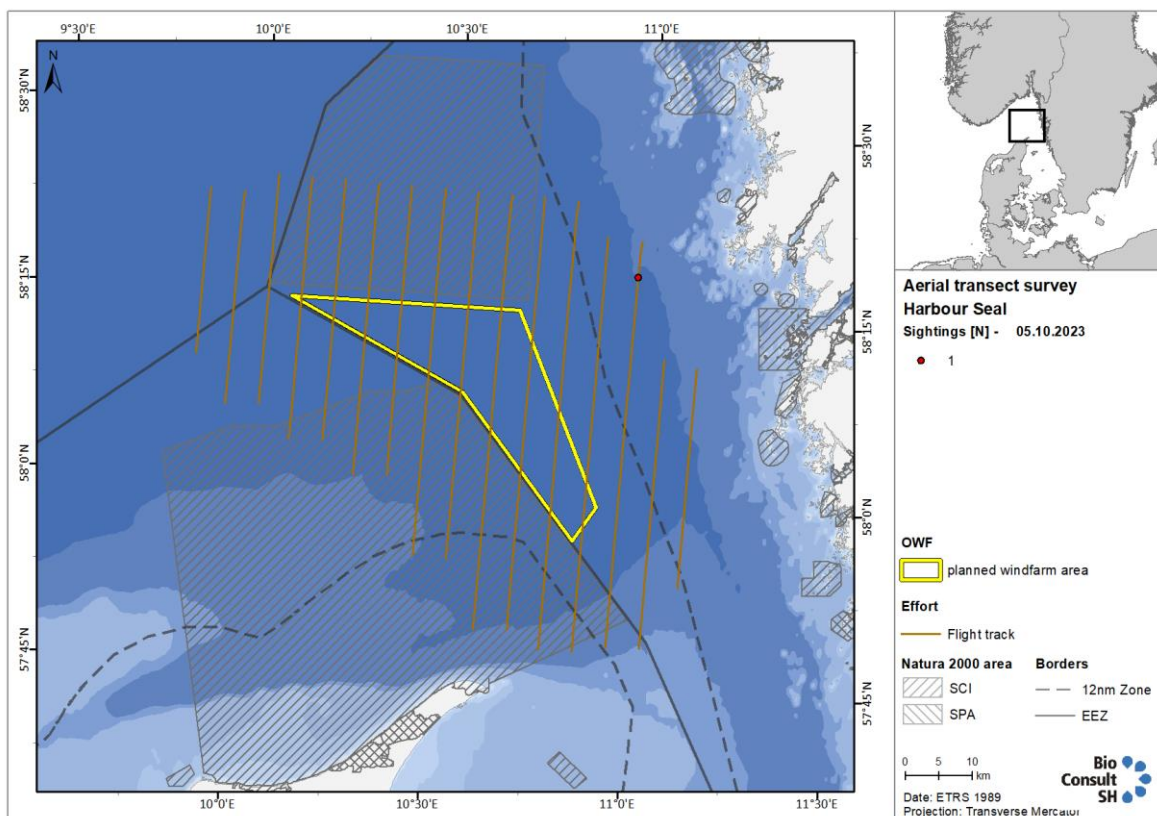 9°30'E
10°0'E
10°30'E
11°0'E
N
58°30'N
58°15'N
58°0'N
57°45'N
58°30'N
58°15'N
58°0'N
57°45'N
10°0'E
10°30'E
11°0'E
11°30'E
Aerial transect survey
Harbour Seal
Sightings [N] - 05.10.2023
1
OWF
planned windfarm area
Effort
Flight track
Natura 2000 area
Borders
SCI
12nm Zone
SPA
EEZ
0 5 10
km
Date: ETRS 1989
Projection: Transverse Mercator
Bio
Consult
SH